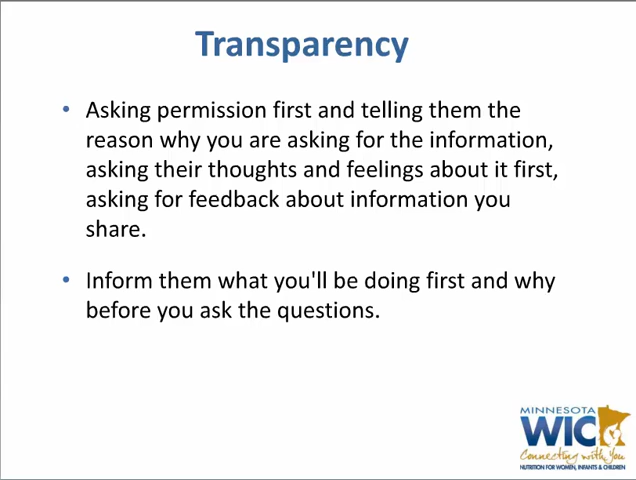 Transparency
• Asking permission first and telling them the
reason why you are asking for the information,
asking their thoughts and feelings about it first,
asking for feedback about information you
share.
• Inform them what you'll be doing first and why
before you ask the questions.
MINNESOTA
WIC
Connecting with You
NUTRITION FOR WOMEN, INFANTS & CHILDREN